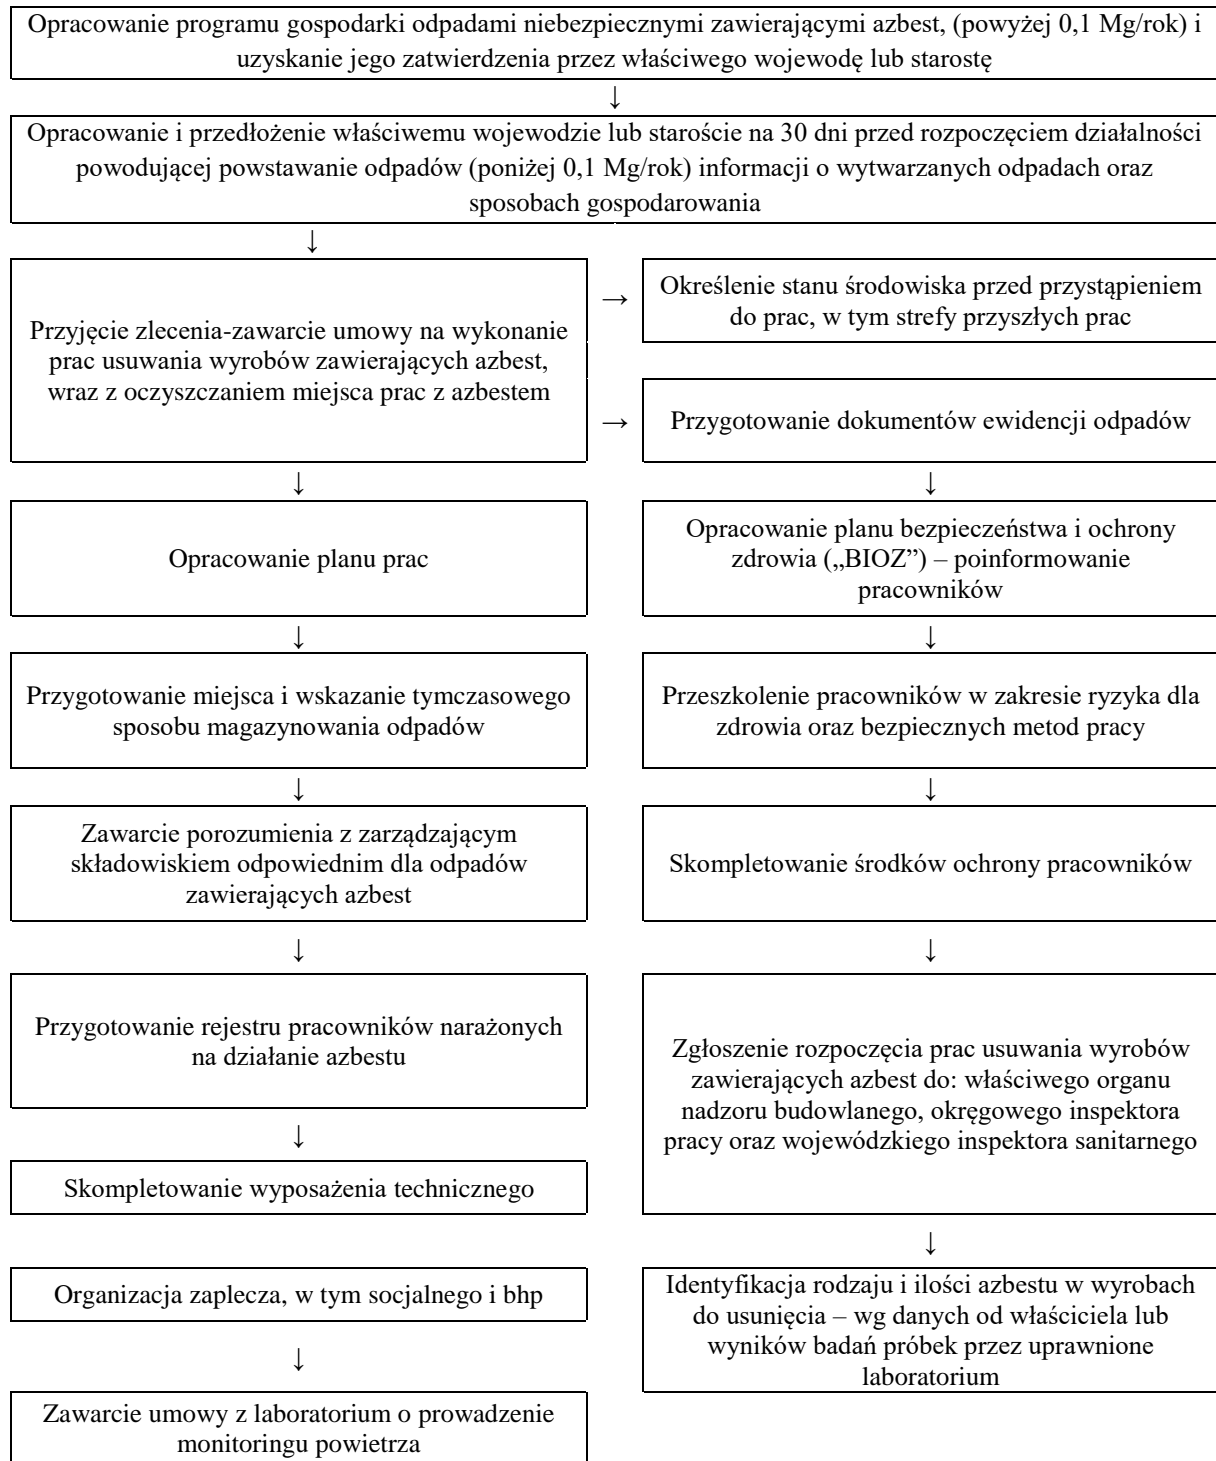 Opracowanie programu gospodarki odpadami niebezpiecznymi zawierającymi azbest, (powyżej 0,1 Mg/rok) i
uzyskanie jego zatwierdzenia przez właściwego wojewodę lub starostę
↓
Opracowanie i przedłożenie właściwemu wojewodzie lub staroście na 30 dni przed rozpoczęciem działalności
powodującej powstawanie odpadów (poniżej 0,1 Mg/rok) informacji o wytwarzanych odpadach oraz
sposobach gospodarowania
↓
Przyjęcie zlecenia-zawarcie umowy na wykonanie
prac usuwania wyrobów zawierających azbest,
wraz z oczyszczaniem miejsca prac z azbestem
→
Określenie stanu środowiska przed przystąpieniem
do prac, w tym strefy przyszłych prac
→
Przygotowanie dokumentów ewidencji odpadów
↓
↓
Opracowanie planu prac
Opracowanie planu bezpieczeństwa i ochrony
zdrowia („BIOZ”) – poinformowanie
pracowników
↓
↓
Przygotowanie miejsca i wskazanie tymczasowego
sposobu magazynowania odpadów
Przeszkolenie pracowników w zakresie ryzyka dla
zdrowia oraz bezpiecznych metod pracy
↓
↓
Zawarcie porozumienia z zarządzającym
składowiskiem odpowiednim dla odpadów
zawierających azbest
Skompletowanie środków ochrony pracowników
↓
↓
Przygotowanie rejestru pracowników narażonych
na działanie azbestu
Zgłoszenie rozpoczęcia prac usuwania wyrobów
zawierających azbest do: właściwego organu
nadzoru budowlanego, okręgowego inspektora
pracy oraz wojewódzkiego inspektora sanitarnego
↓
Skompletowanie wyposażenia technicznego
↓
Organizacja zaplecza, w tym socjalnego i bhp
Identyfikacja rodzaju i ilości azbestu w wyrobach
do usunięcia – wg danych od właściciela lub
wyników badań próbek przez uprawnione
laboratorium
↓
Zawarcie umowy z laboratorium o prowadzenie
monitoringu powietrza